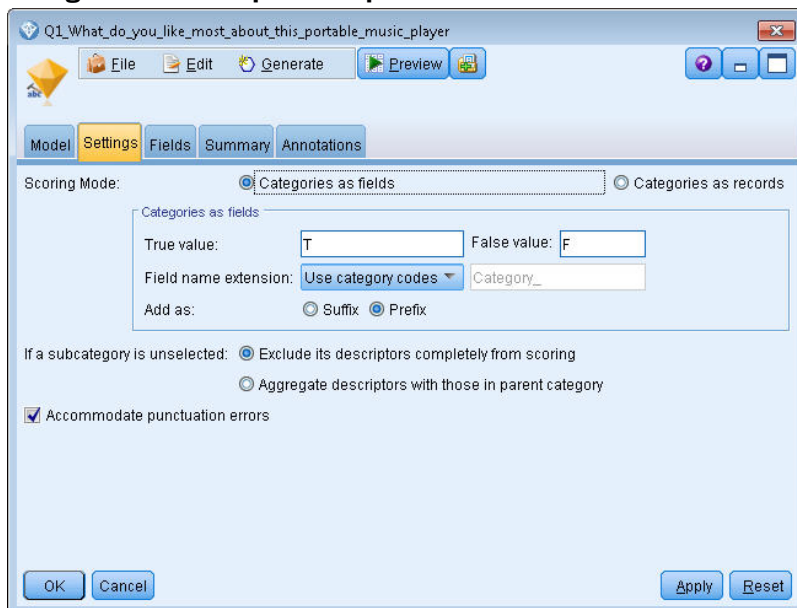 Q1_What_do_you_like_most_about_this_portable_music_player
File Edit Generate Preview
abc
Model Settings Fields Summary Annotations
Scoring Mode: Categories as fields Categories as records
Categories as fields
True value: T False value: F
Field name extension: Use category codes Category_
Add as: Suffix Prefix
If a subcategory is unselected: Exclude its descriptors completely from scoring
Aggregate descriptors with those in parent category
Accommodate punctuation errors
OK Cancel Apply Reset